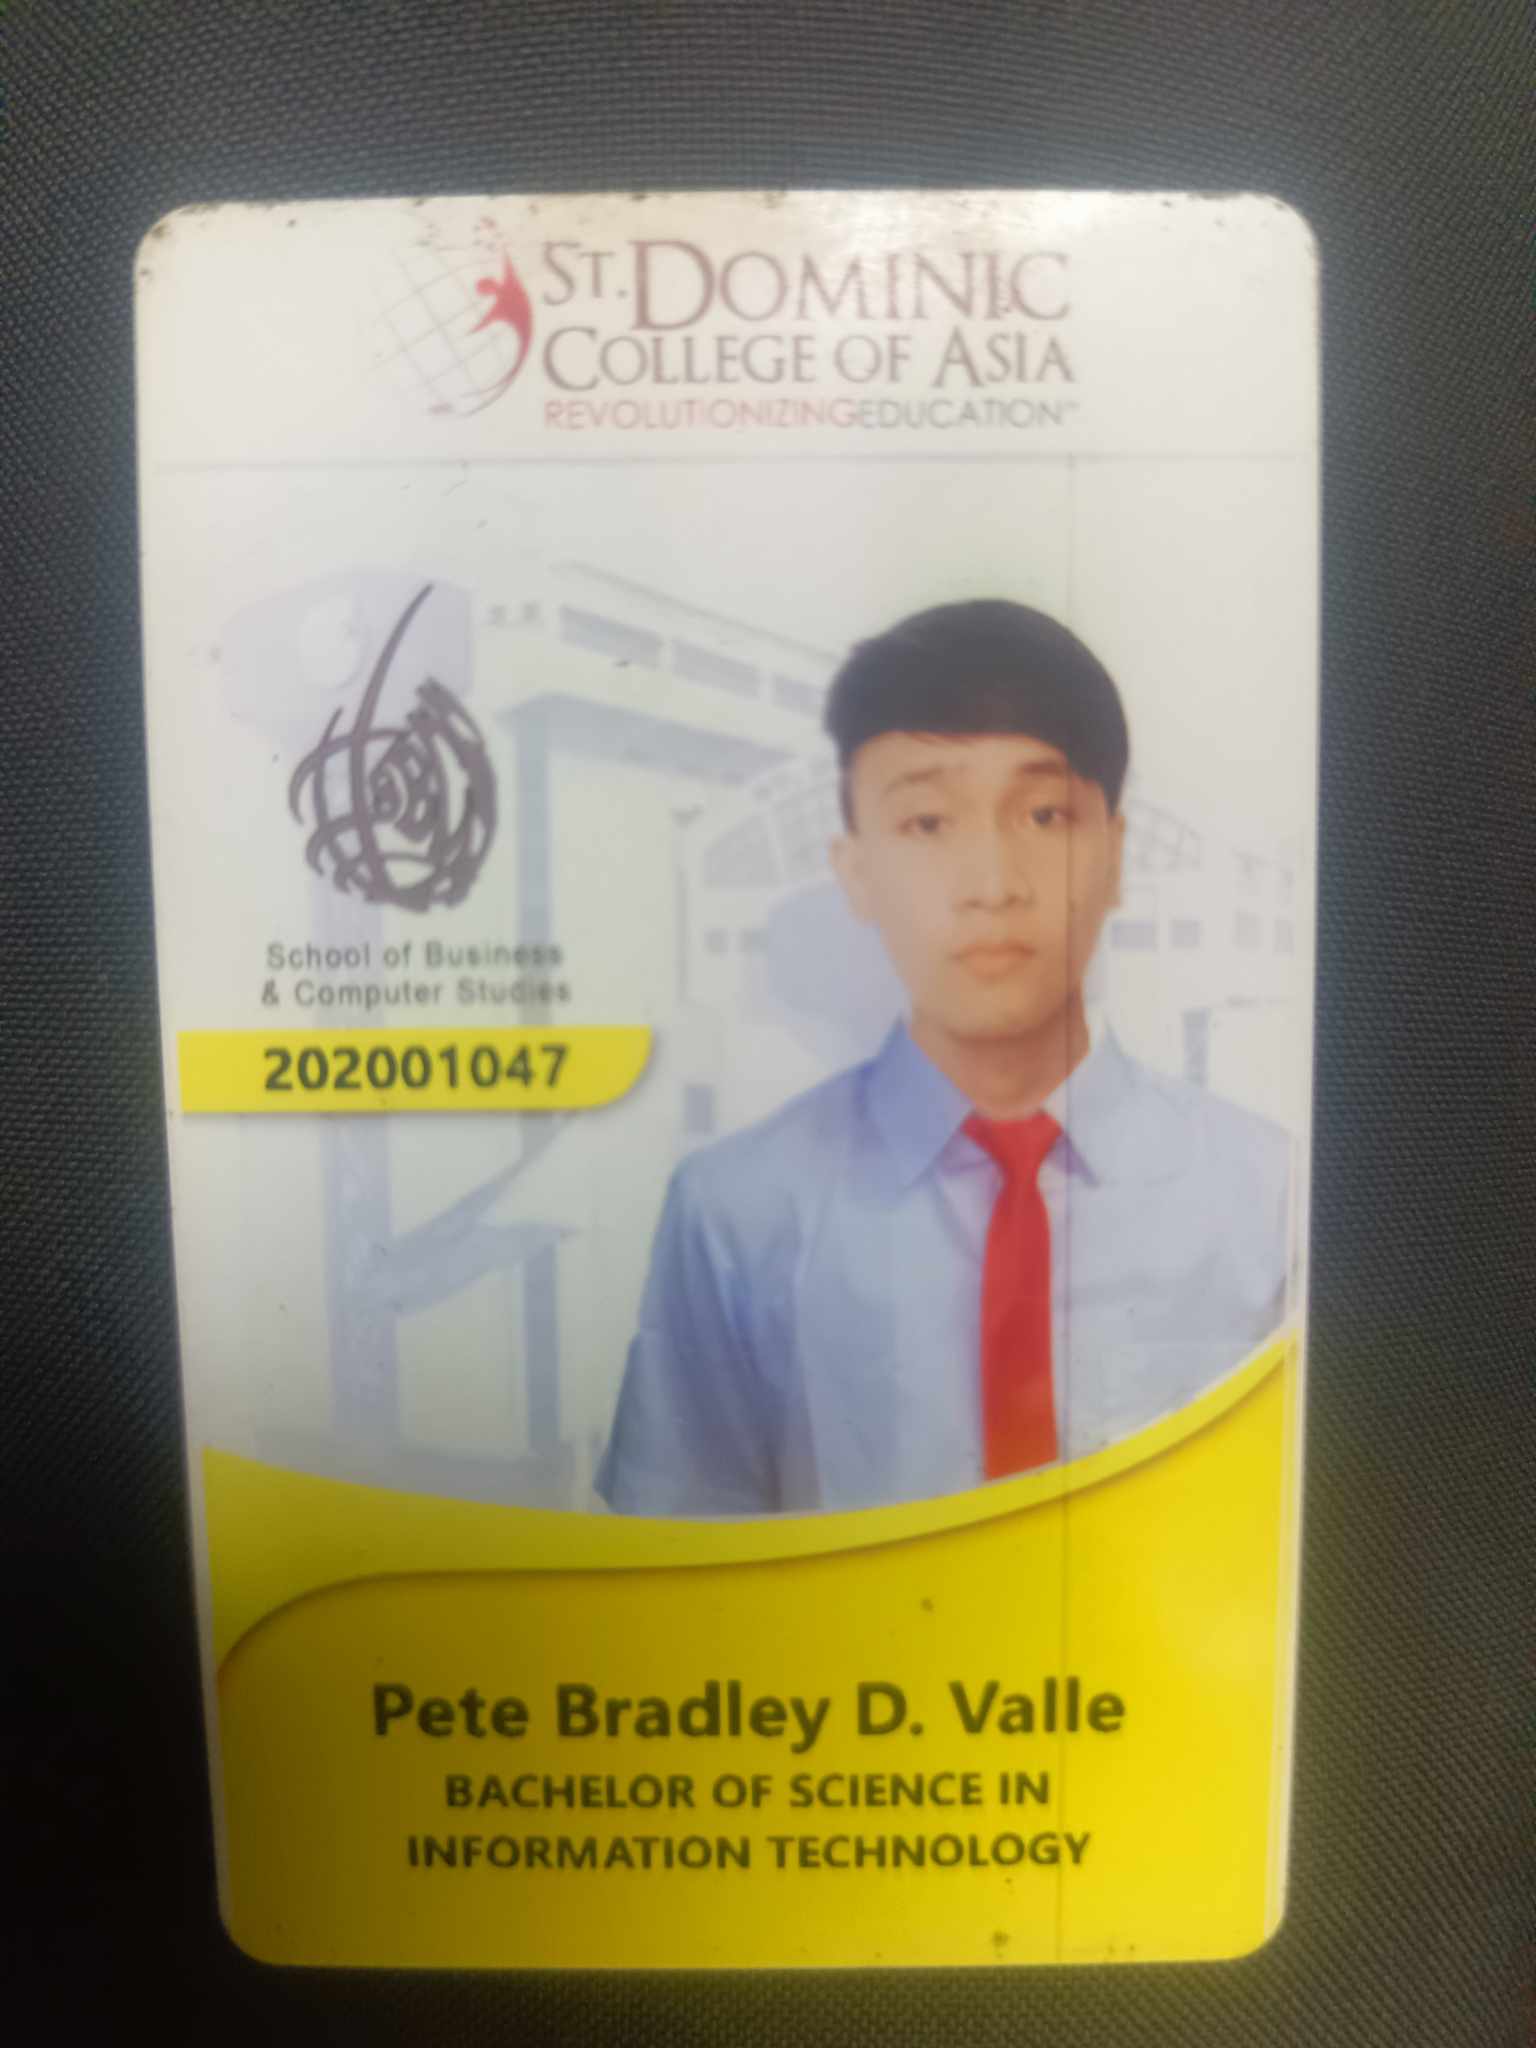 ST. DOMINIC
COLLEGE OF ASIA
REVOLUTIONIZINGEDUCATION™
School of Business
& Computer Studies
202001047
Pete Bradley D. Valle
BACHELOR OF SCIENCE IN
INFORMATION TECHNOLOGY